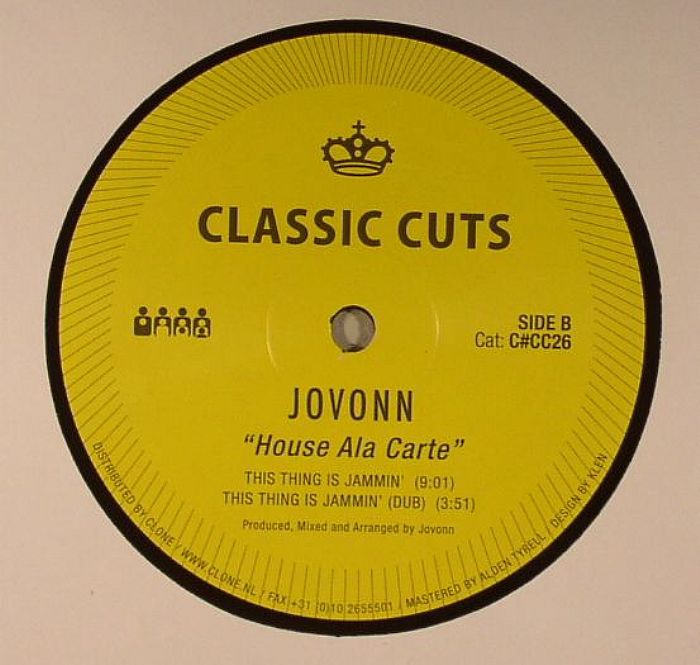 CLASSIC CUTS
SIDE B
Cat: C#CC26
JOVONN
“House Ala Carte”
THIS THING IS JAMMIN' (9:01)
THIS THING IS JAMMIN' (DUB) (3:51)
Produced, Mixed and Arranged by Jovonn
DISTRIBUTED BY CLONE / WWW.CLONE.NL / FAX +31 (0)10 2655501 / MASTERED BY ALDEN TYRELL / DESIGN BY KLEN